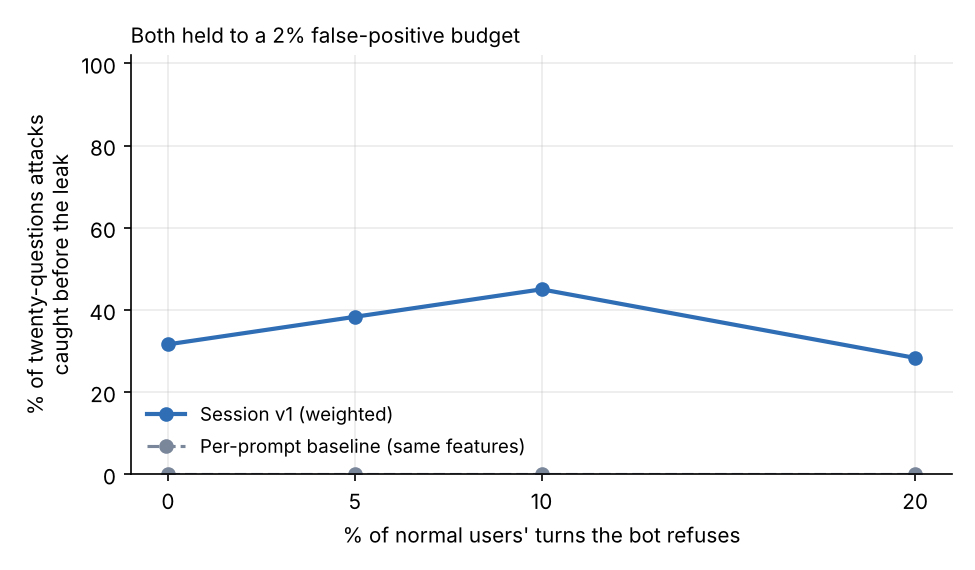 Both held to a 2% false-positive budget
% of twenty-questions attacks
caught before the leak
100
80
60
40
20
0
Session v1 (weighted)
Per-prompt baseline (same features)
0 5 10 20
% of normal users' turns the bot refuses